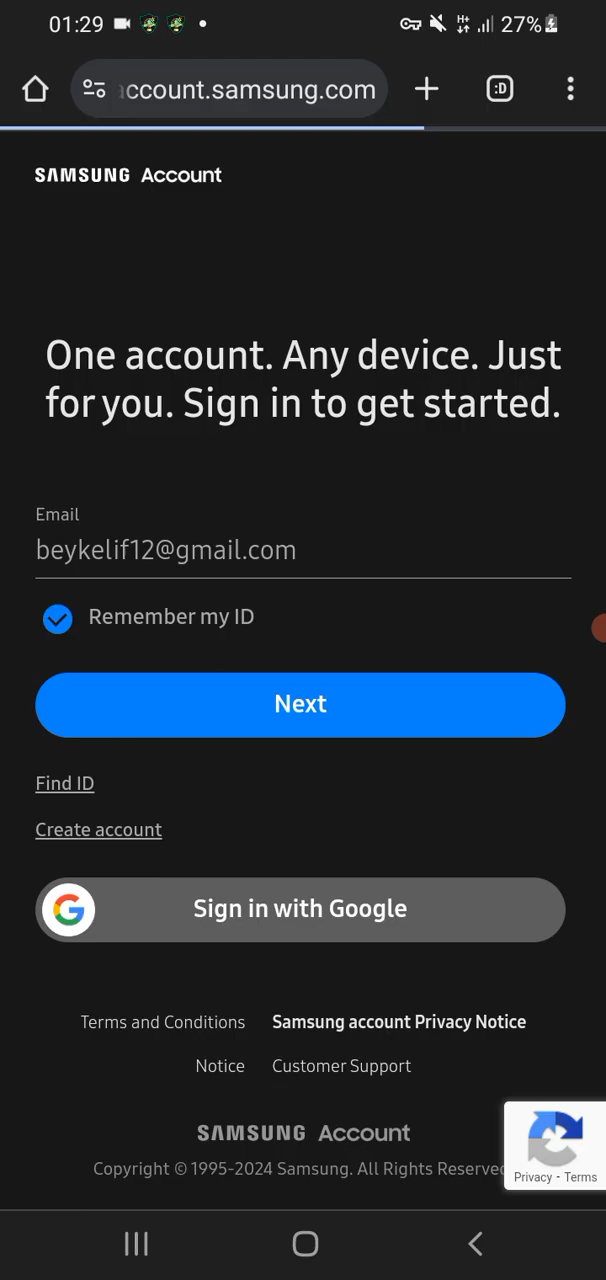 01:29 H+ 27%
ccount.samsung.com :D
SAMSUNG Account
One account. Any device. Just
for you. Sign in to get started.
Email
beykelif12@gmail.com
Remember my ID
Next
Find ID
Create account
G Sign in with Google
Terms and Conditions Samsung account Privacy Notice
Notice Customer Support
SAMSUNG Account
Copyright © 1995-2024 Samsung. All Rights Reserve
Privacy - Terms